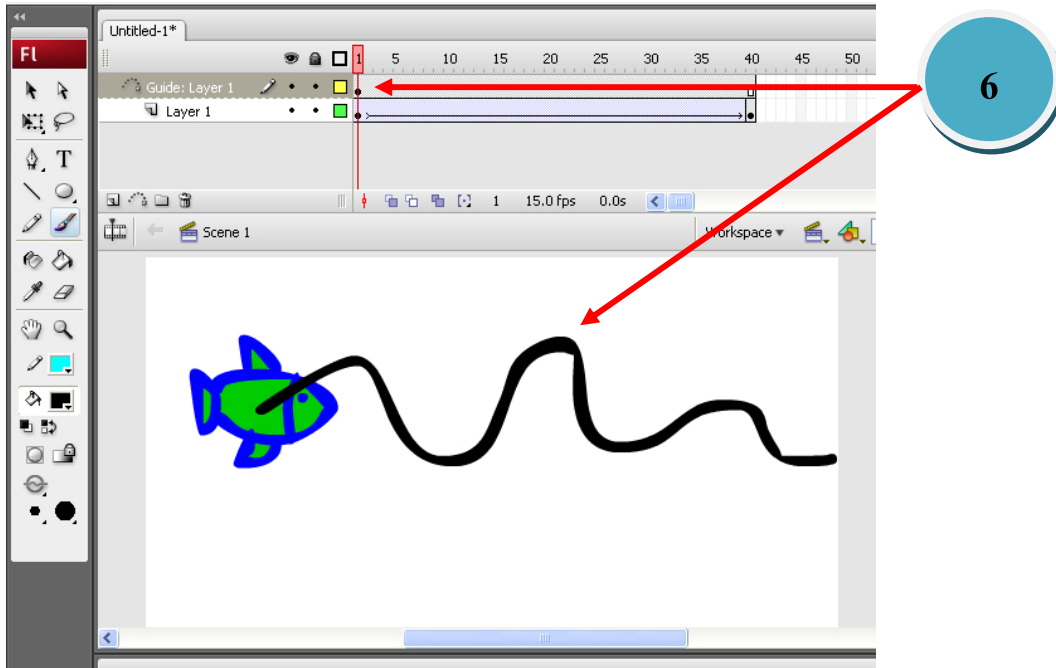 Untitled-1*
Fl
1 5 10 15 20 25 30 35 40 45 50
Guide: Layer 1
Layer 1
6
T
1 15.0 fps 0.0s
Scene 1
Workspace